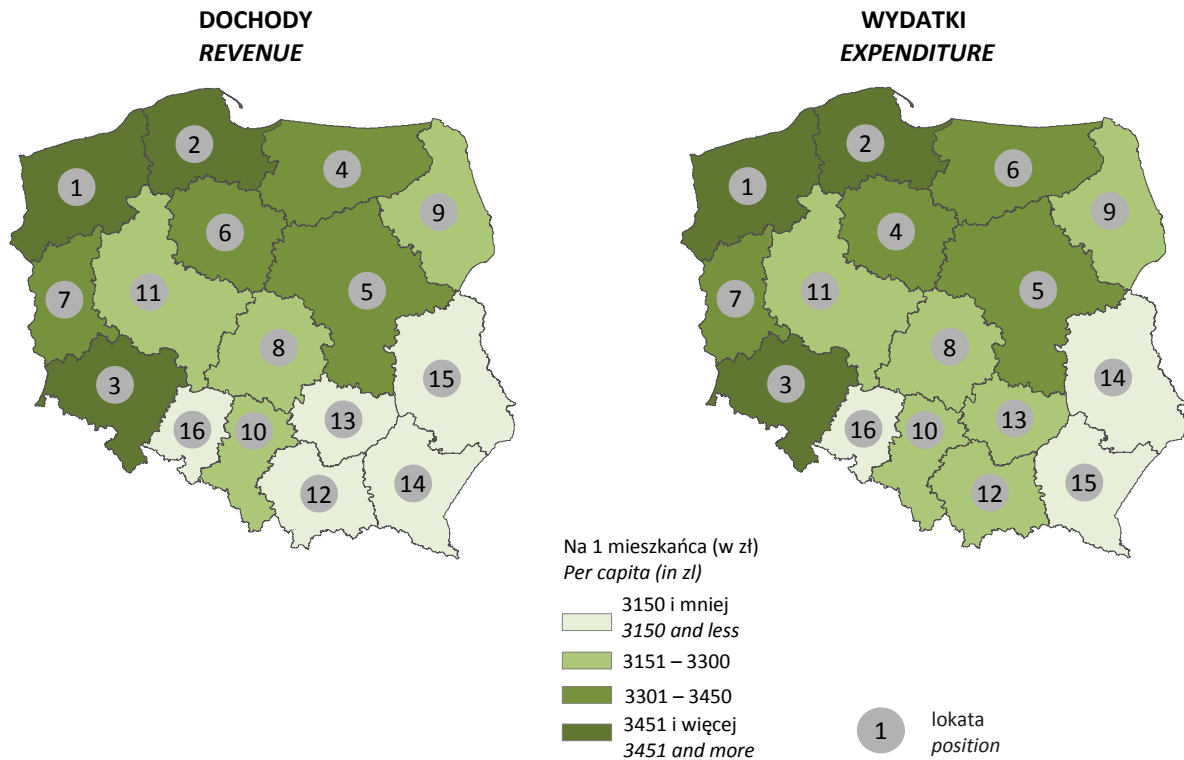 DOCHODY
REVENUE
WYDATKI
EXPENDITURE
1
2
4
9
6
7
11
5
8
3
15
16
10
13
12
14
1
2
6
9
4
7
11
5
8
3
14
16
10
13
12
15
Na 1 mieszkańca (w zł)
Per capita (in zl)
3150 i mniej
3150 and less
3151 – 3300
3301 – 3450
3451 i więcej
3451 and more
1
lokata
position